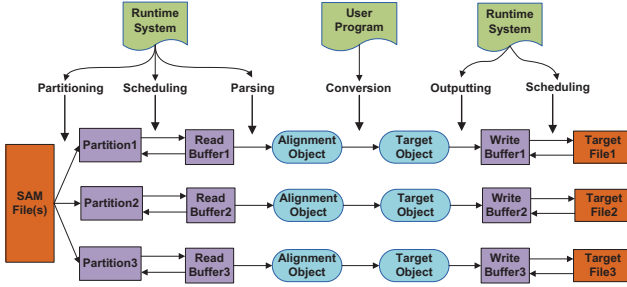 Runtime
System
User
Program
Runtime
System
Partitioning
Scheduling
Parsing
Conversion
Outputting
Scheduling
SAM
File(s)
Partition1
Read
Buffer1
Alignment
Object
Target
Object
Write
Buffer1
Target
File1
Partition2
Read
Buffer2
Alignment
Object
Target
Object
Write
Buffer2
Target
File2
Partition3
Read
Buffer3
Alignment
Object
Target
Object
Write
Buffer3
Target
File3